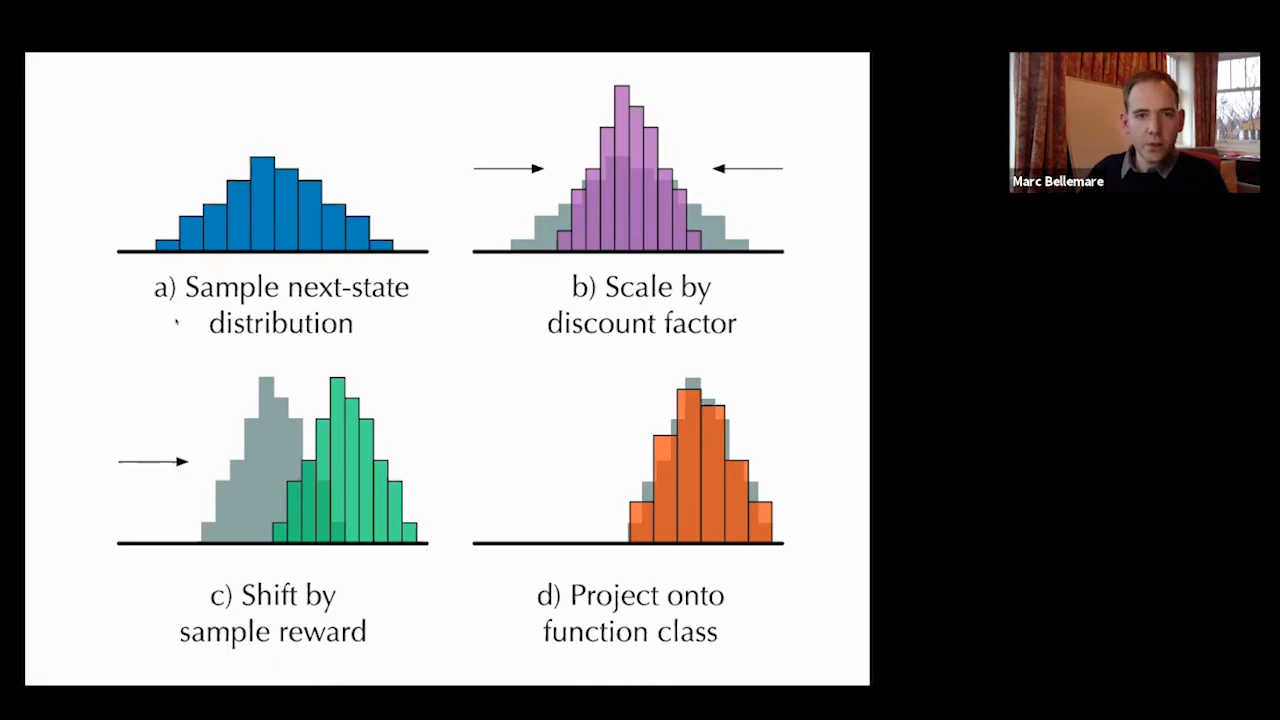 Marc Bellemare
a) Sample next-state
distribution
b) Scale by
discount factor
c) Shift by
sample reward
d) Project onto
function class